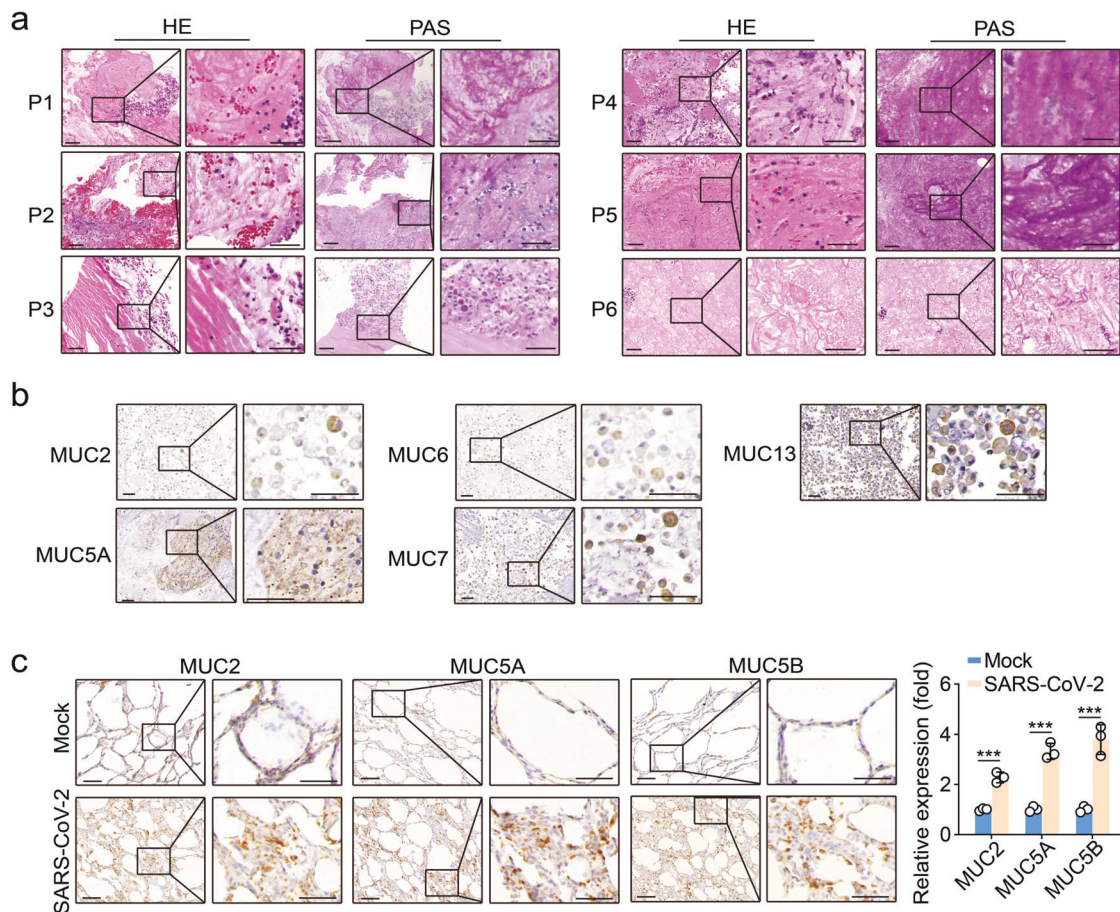 a
HE PAS HE PAS
P1 P4
P2 P5
P3 P6
b
MUC2 MUC6 MUC13
MUC5A MUC7
c
MUC2 MUC5A MUC5B
Mock
SARS-CoV-2
Mock
SARS-CoV-2
Relative expression (fold)
6
4
2
0
*** *** ***
MUC2 MUC5A MUC5B